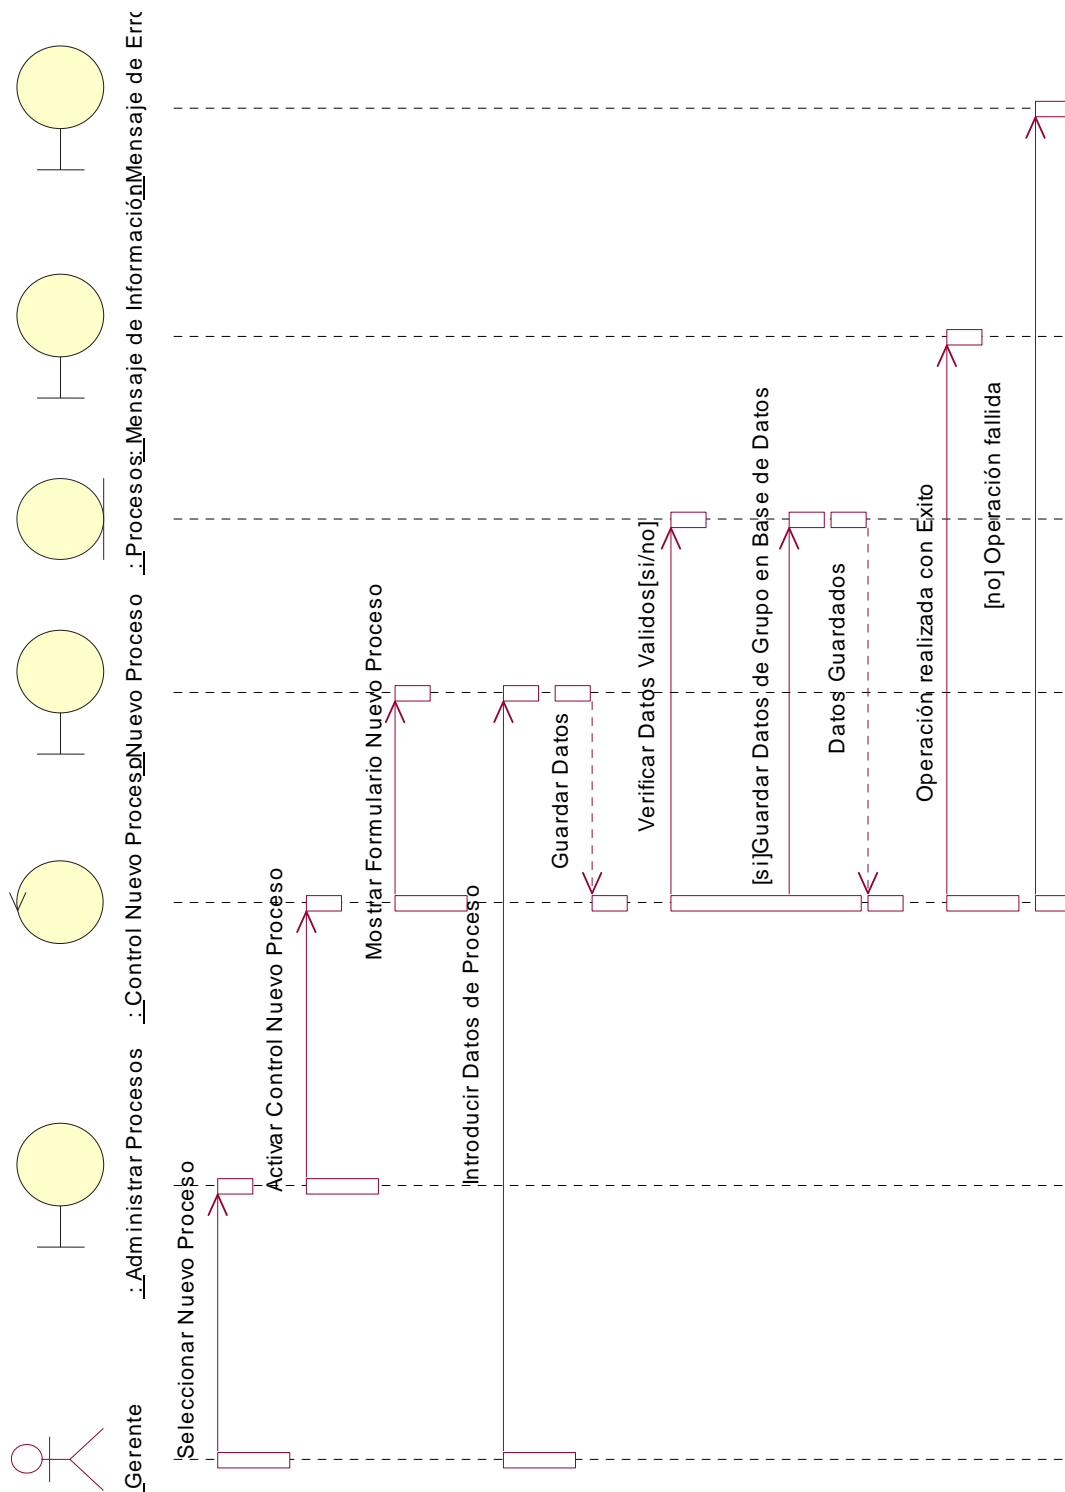 Gerente
: Administrar Procesos
: Control Nuevo Proceso
: Nuevo Proceso
: Procesos
: Mensaje de Información
: Mensaje de Erro
Seleccionar Nuevo Proceso
Activar Control Nuevo Proceso
Mostrar Formulario Nuevo Proceso
Introducir Datos de Proceso
Guardar Datos
Verificar Datos Validos[si/no]
[si]Guardar Datos de Grupo en Base de Datos
Datos Guardados
Operación realizada con Exito
[no] Operación fallida